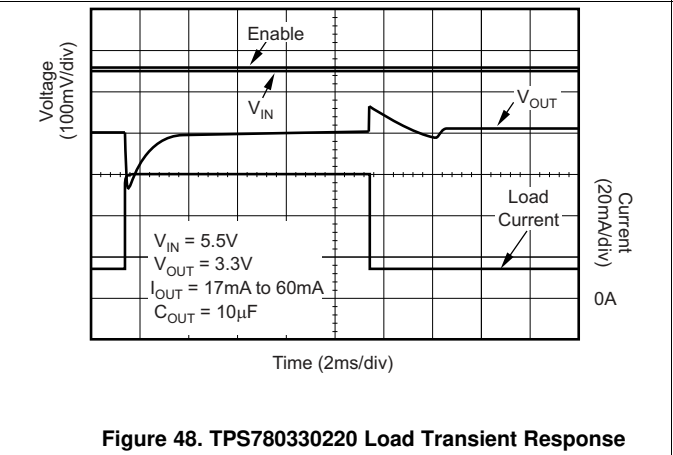 Enable
Voltage
(100mV/div)
V_IN
V_OUT
Load
Current
Current
(20mA/div)
V_IN = 5.5V
V_OUT = 3.3V
I_OUT = 17mA to 60mA
C_OUT = 10μF
0A
Time (2ms/div)
Figure 48. TPS780330220 Load Transient Response